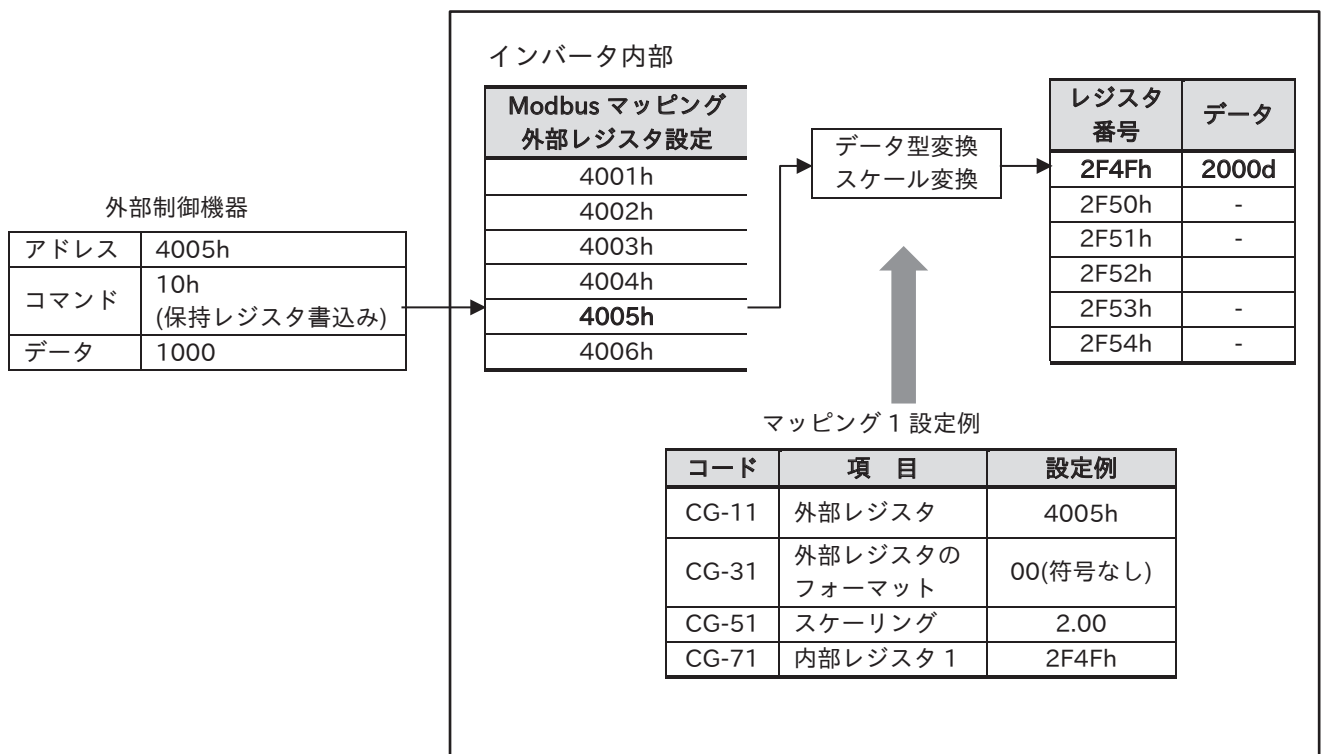 インバータ内部
Modbus マッピング
外部レジスタ設定
4001h
4002h
4003h
4004h
4005h
4006h
外部制御機器
アドレス 4005h
コマンド 10h
(保持レジスタ書込み)
データ 1000
データ型変換
スケール変換
レジスタ
番号
データ
2F4Fh 2000d
2F50h -
2F51h -
2F52h
2F53h -
2F54h -
マッピング 1 設定例
コード 項 目 設定例
CG-11 外部レジスタ 4005h
CG-31 外部レジスタの
フォーマット 00(符号なし)
CG-51 スケーリング 2.00
CG-71 内部レジスタ 1 2F4Fh